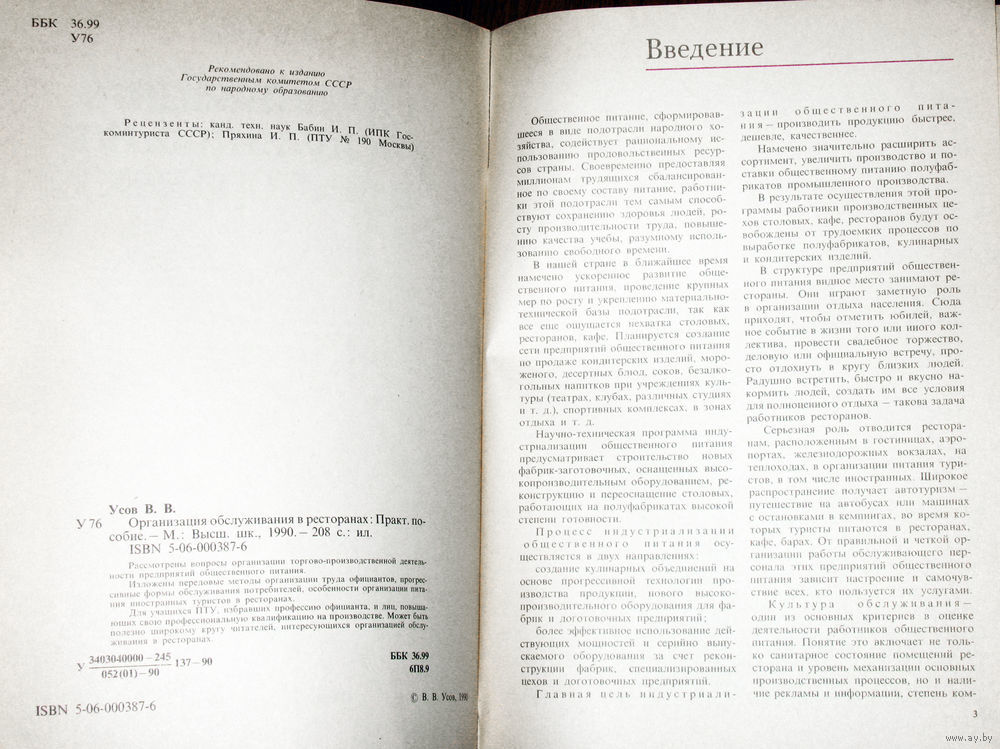 ББК 36.99
У76
Рекомендовано к изданию
Государственным комитетом СССР
по народному образованию
Рецензенты: канд. техн. наук Бабин И. П. (ИПК Гос-
коминтуриста СССР); Пряхина И. П. (ПТУ № 190 Москвы)
Усов В. В.
У 76 Организация обслуживания в ресторанах: Практ. по-
собие. – М.: Высш. шк., 1990. – 208 с.: ил.
ISBN 5-06-000387-6
Рассмотрены вопросы организации торгово-производственной деятель-
ности предприятий общественного питания.
Изложены передовые методы организации труда официантов, прогрес-
сивные формы обслуживания потребителей, особенности организации пита-
ния иностранных туристов в ресторанах.
Для учащихся ПТУ, избравших профессию официанта, и лиц, повыша-
ющих свою профессиональную квалификацию на производстве. Может быть
полезно широкому кругу читателей, интересующихся организацией обслу-
живания в ресторанах.
У 3403040000 – 245
052(01) – 90
137 – 90
ББК 36.99
6П8.9
ISBN 5-06-000387-6
© В. В. Усов, 1990
Введение
Общественное питание, сформировав-
шееся в виде подотрасли народного хо-
зяйства, содействует рациональному ис-
пользованию продовольственных ресур-
сов страны. Своевременно предоставляя
миллионам трудящихся сбалансирован-
ное по своему составу питание, работни-
ки этой подотрасли тем самым способ-
ствуют сохранению здоровья людей, ро-
сту производительности труда, повыше-
нию качества учебы, разумному исполь-
зованию свободного времени.
В нашей стране в ближайшее время
намечено ускоренное развитие обще-
ственного питания, проведение крупных
мер по росту и укреплению материально-
технической базы подотрасли, так как
все еще ощущается нехватка столовых,
ресторанов, кафе. Планируется создание
сети предприятий общественного питания
по продаже кондитерских изделий, моро-
женого, десертных блюд, соков, безалко-
гольных напитков при учреждениях куль-
туры (театрах, клубах, различных студиях
и т. д.), спортивных комплексах, в зонах
отдыха и т. д.
Научно-техническая программа инду-
стриализации общественного питания
предусматривает строительство новых
фабрик-заготовочных, оснащенных высо-
копроизводительным оборудованием, ре-
конструкцию и переоснащение столовых,
работающих на полуфабрикатах высокой
степени готовности.
Процесс индустриализации
общественного питания осу-
ществляется в двух направлениях:
создание кулинарных объединений на
основе прогрессивной технологии про-
изводства продукции, нового высоко-
производительного оборудования для фа-
брик и доготовочных предприятий;
более эффективное использование дей-
ствующих мощностей и серийно выпу-
скаемого оборудования за счет рекон-
струкции фабрик, специализированных
цехов и доготовочных предприятий.
Главная цель индустриали-
зации общественного пита-
ния – производить продукцию быстрее,
дешевле, качественнее.
Намечено значительно расширить ас-
сортимент, увеличить производство и по-
ставки общественному питанию полуфаб-
рикатов промышленного производства.
В результате осуществления этой про-
граммы работники производственных це-
хов столовых, кафе, ресторанов будут ос-
вобождены от трудоемких процессов по
выработке полуфабрикатов, кулинарных
и кондитерских изделий.
В структуре предприятий обществен-
ного питания видное место занимают ре-
стораны. Они играют заметную роль
в организации отдыха населения. Сюда
приходят, чтобы отметить юбилей, важ-
ное событие в жизни того или иного кол-
лектива, провести свадебное торжество,
деловую или официальную встречу, про-
сто отдохнуть в кругу близких людей.
Радушно встретить, быстро и вкусно на-
кормить людей, создать им все условия
для полноценного отдыха – такова задача
работников ресторанов.
Серьезная роль отводится рестора-
нам, расположенным в гостиницах, аэро-
портах, железнодорожных вокзалах, на
теплоходах, в организации питания тури-
стов, в том числе иностранных. Широкое
распространение получает автотуризм –
путешествие на автобусах или машинах
с остановками в кемпингах, во время ко-
торых туристы питаются в ресторанах,
кафе, барах. От правильной и четкой ор-
ганизации работы обслуживающего пер-
сонала этих предприятий общественного
питания зависит настроение и самочув-
ствие всех, кто пользуется их услугами.
Культура обслуживания –
один из основных критериев в оценке
деятельности работников общественного
питания. Понятие это включает не толь-
ко санитарное состояние помещений ре-
сторана и уровень механизации основных
производственных процессов, но и нали-
чие рекламы и информации, степень ком-
3
www.ay.by